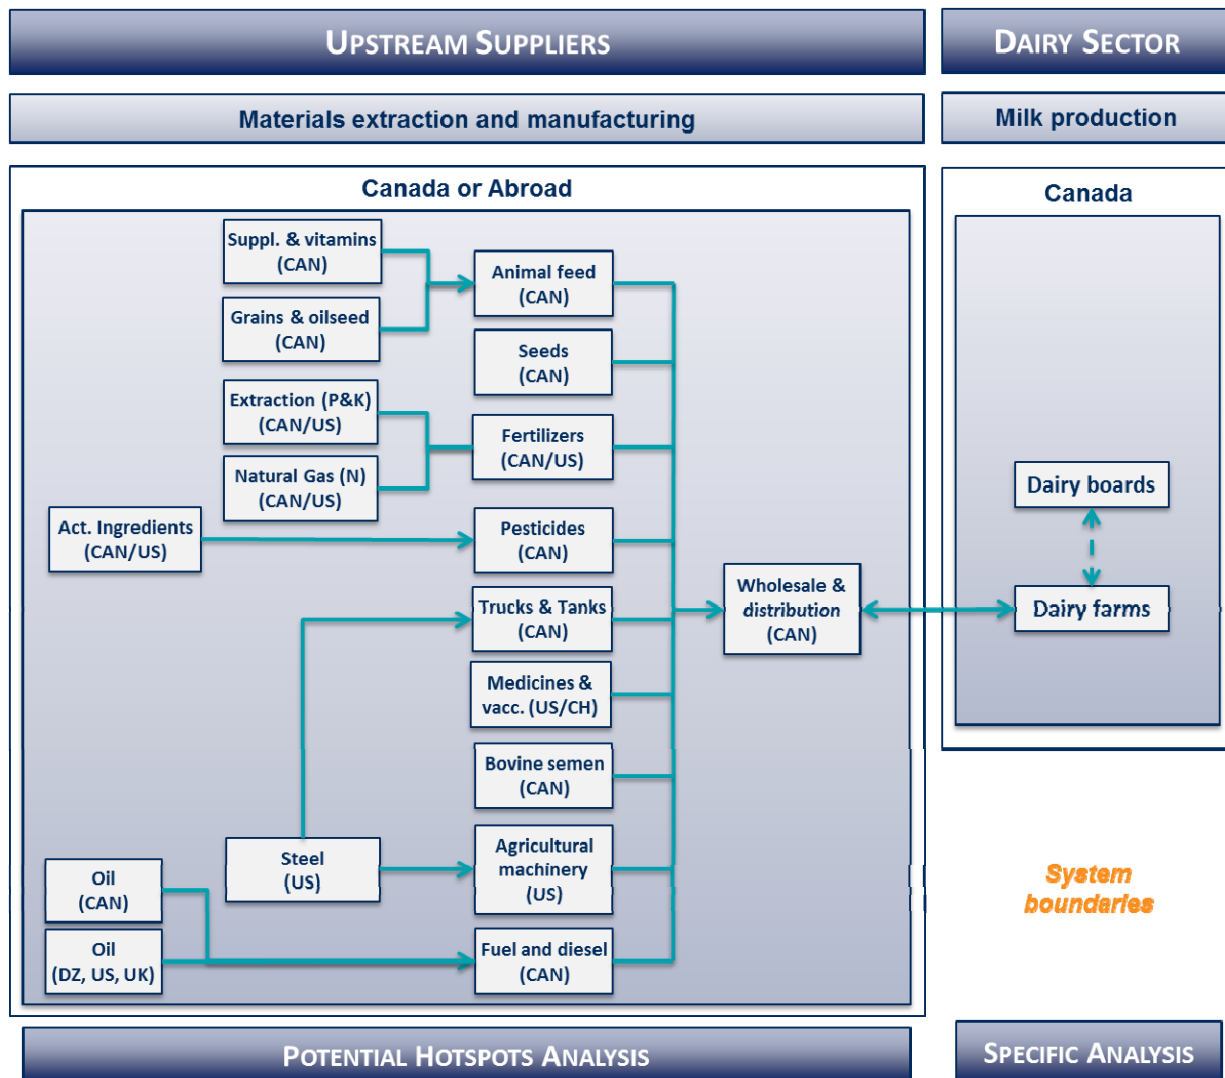 UPSTREAM SUPPLIERS
DAIRY SECTOR
Materials extraction and manufacturing
Milk production
Canada or Abroad
Canada
Suppl. & vitamins
(CAN)
Grains & oilseed
(CAN)
Extraction (P&K)
(CAN/US)
Natural Gas (N)
(CAN/US)
Act. Ingredients
(CAN/US)
Steel
(US)
Oil
(CAN)
Oil
(DZ, US, UK)
Animal feed
(CAN)
Seeds
(CAN)
Fertilizers
(CAN/US)
Pesticides
(CAN)
Trucks & Tanks
(CAN)
Medicines &
vacc. (US/CH)
Bovine semen
(CAN)
Agricultural
machinery
(US)
Fuel and diesel
(CAN)
Wholesale &
distribution
(CAN)
Dairy boards
Dairy farms
System
boundaries
POTENTIAL HOTSPOTS ANALYSIS
SPECIFIC ANALYSIS